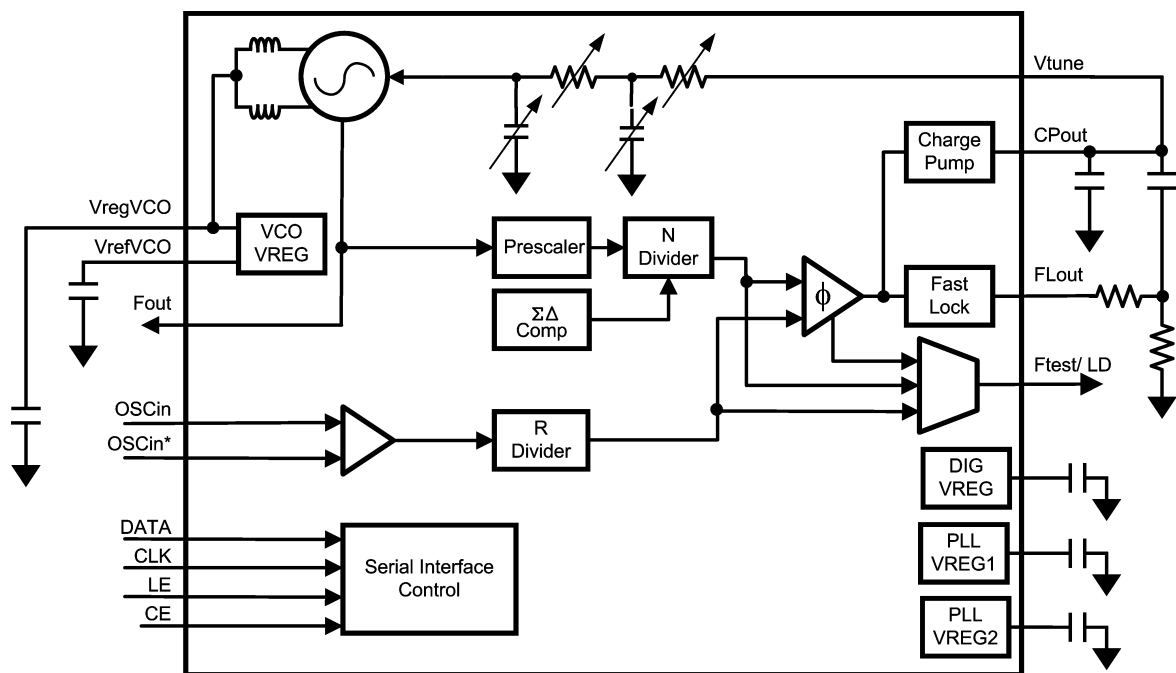 Vtune
Charge
Pump
CPout
VregVCO
VCO
VREG
VrefVCO
Prescaler
N
Divider
ΣΔ
Comp
ϕ
Fast
Lock
FLout
Fout
Ftest/ LD
OSCin
OSCin*
R
Divider
DIG
VREG
DATA
CLK
LE
CE
Serial Interface
Control
PLL
VREG1
PLL
VREG2